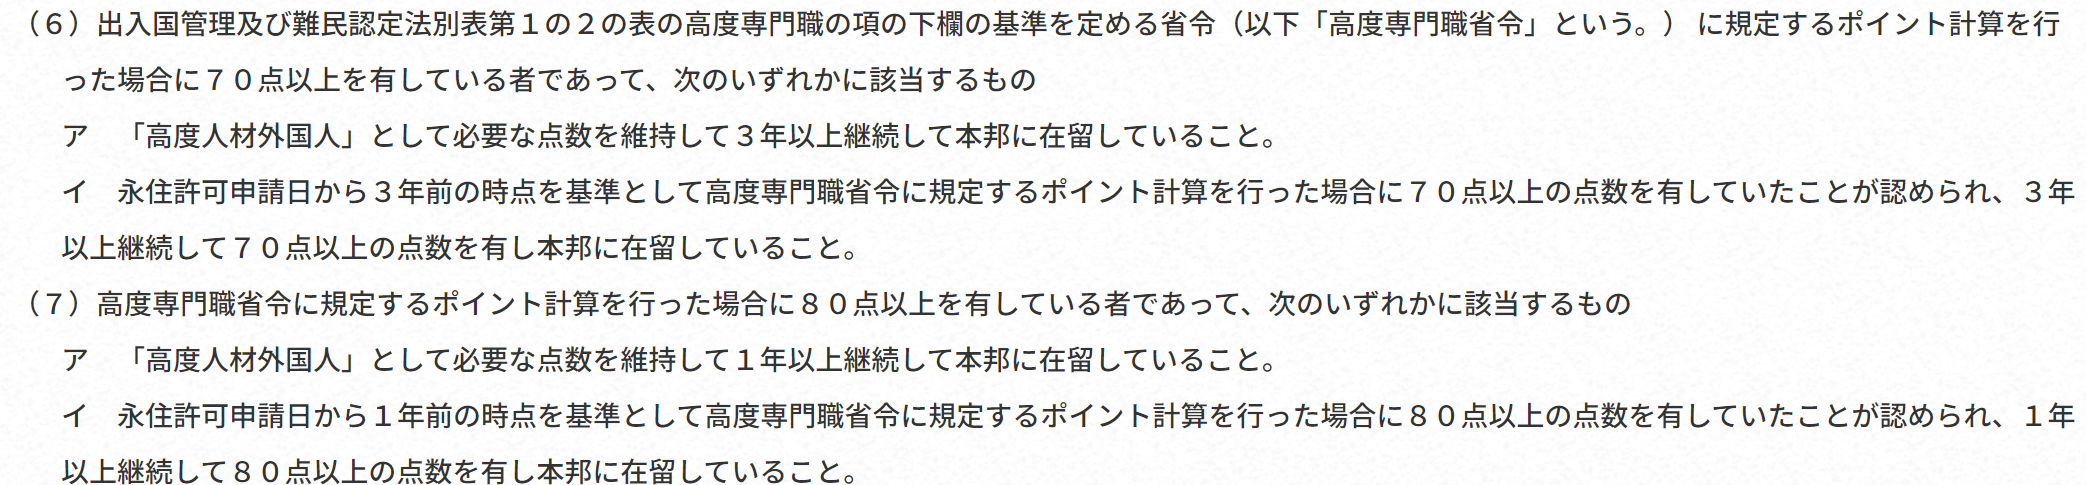 （６）出入国管理及び難民認定法別表第１の２の表の高度専門職の項の下欄の基準を定める省令（以下「高度専門職省令」という。） に規定するポイント計算を行
った場合に７０点以上を有している者であって、次のいずれかに該当するもの
ア　「高度人材外国人」として必要な点数を維持して３年以上継続して本邦に在留していること。
イ　永住許可申請日から３年前の時点を基準として高度専門職省令に規定するポイント計算を行った場合に７０点以上の点数を有していたことが認められ、３年
以上継続して７０点以上の点数を有し本邦に在留していること。
（７）高度専門職省令に規定するポイント計算を行った場合に８０点以上を有している者であって、次のいずれかに該当するもの
ア　「高度人材外国人」として必要な点数を維持して１年以上継続して本邦に在留していること。
イ　永住許可申請日から１年前の時点を基準として高度専門職省令に規定するポイント計算を行った場合に８０点以上の点数を有していたことが認められ、１年
以上継続して８０点以上の点数を有し本邦に在留していること。